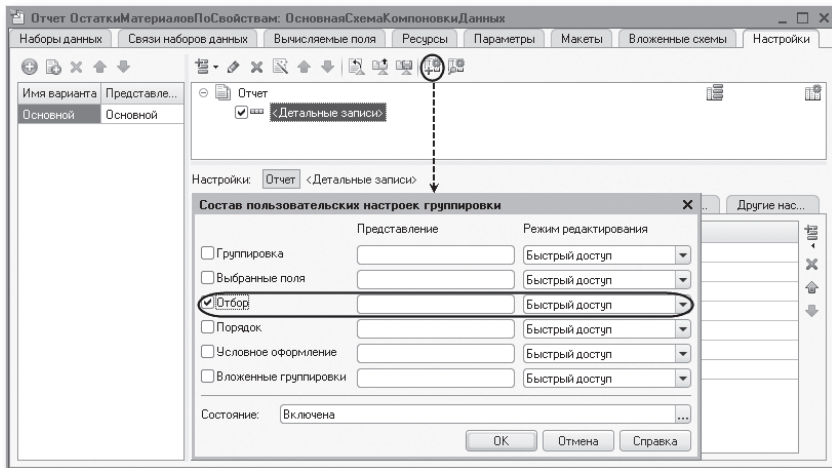 Отчет ОстаткиМатериаловПоСвойствам: ОсновнаяСхемаКомпоновкиДанных
Наборы данных Связи наборов данных Вычисляемые поля Ресурсы Параметры Макеты Вложенные схемы Настройки
Имя варианта Представле...
Основной Основной
Отчет
<Детальные записи>
Настройки: Отчет <Детальные записи>
Состав пользовательских настроек группировки
.. Другие нас...
Представление Режим редактирования
Группировка Быстрый доступ
Выбранные поля Быстрый доступ
Отбор Быстрый доступ
Порядок Быстрый доступ
Условное оформление Быстрый доступ
Вложенные группировки Быстрый доступ
Состояние: Включена ...
OK Отмена Справка